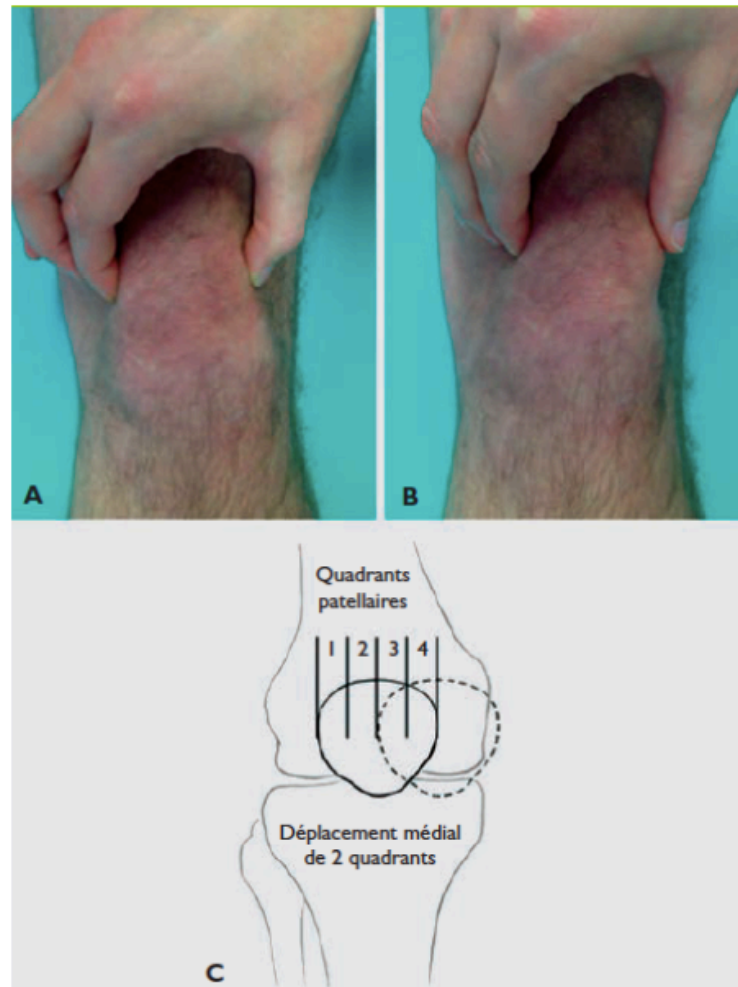 A
B
Quadrants
patellaires
1 2 3 4
Déplacement médial
de 2 quadrants
C